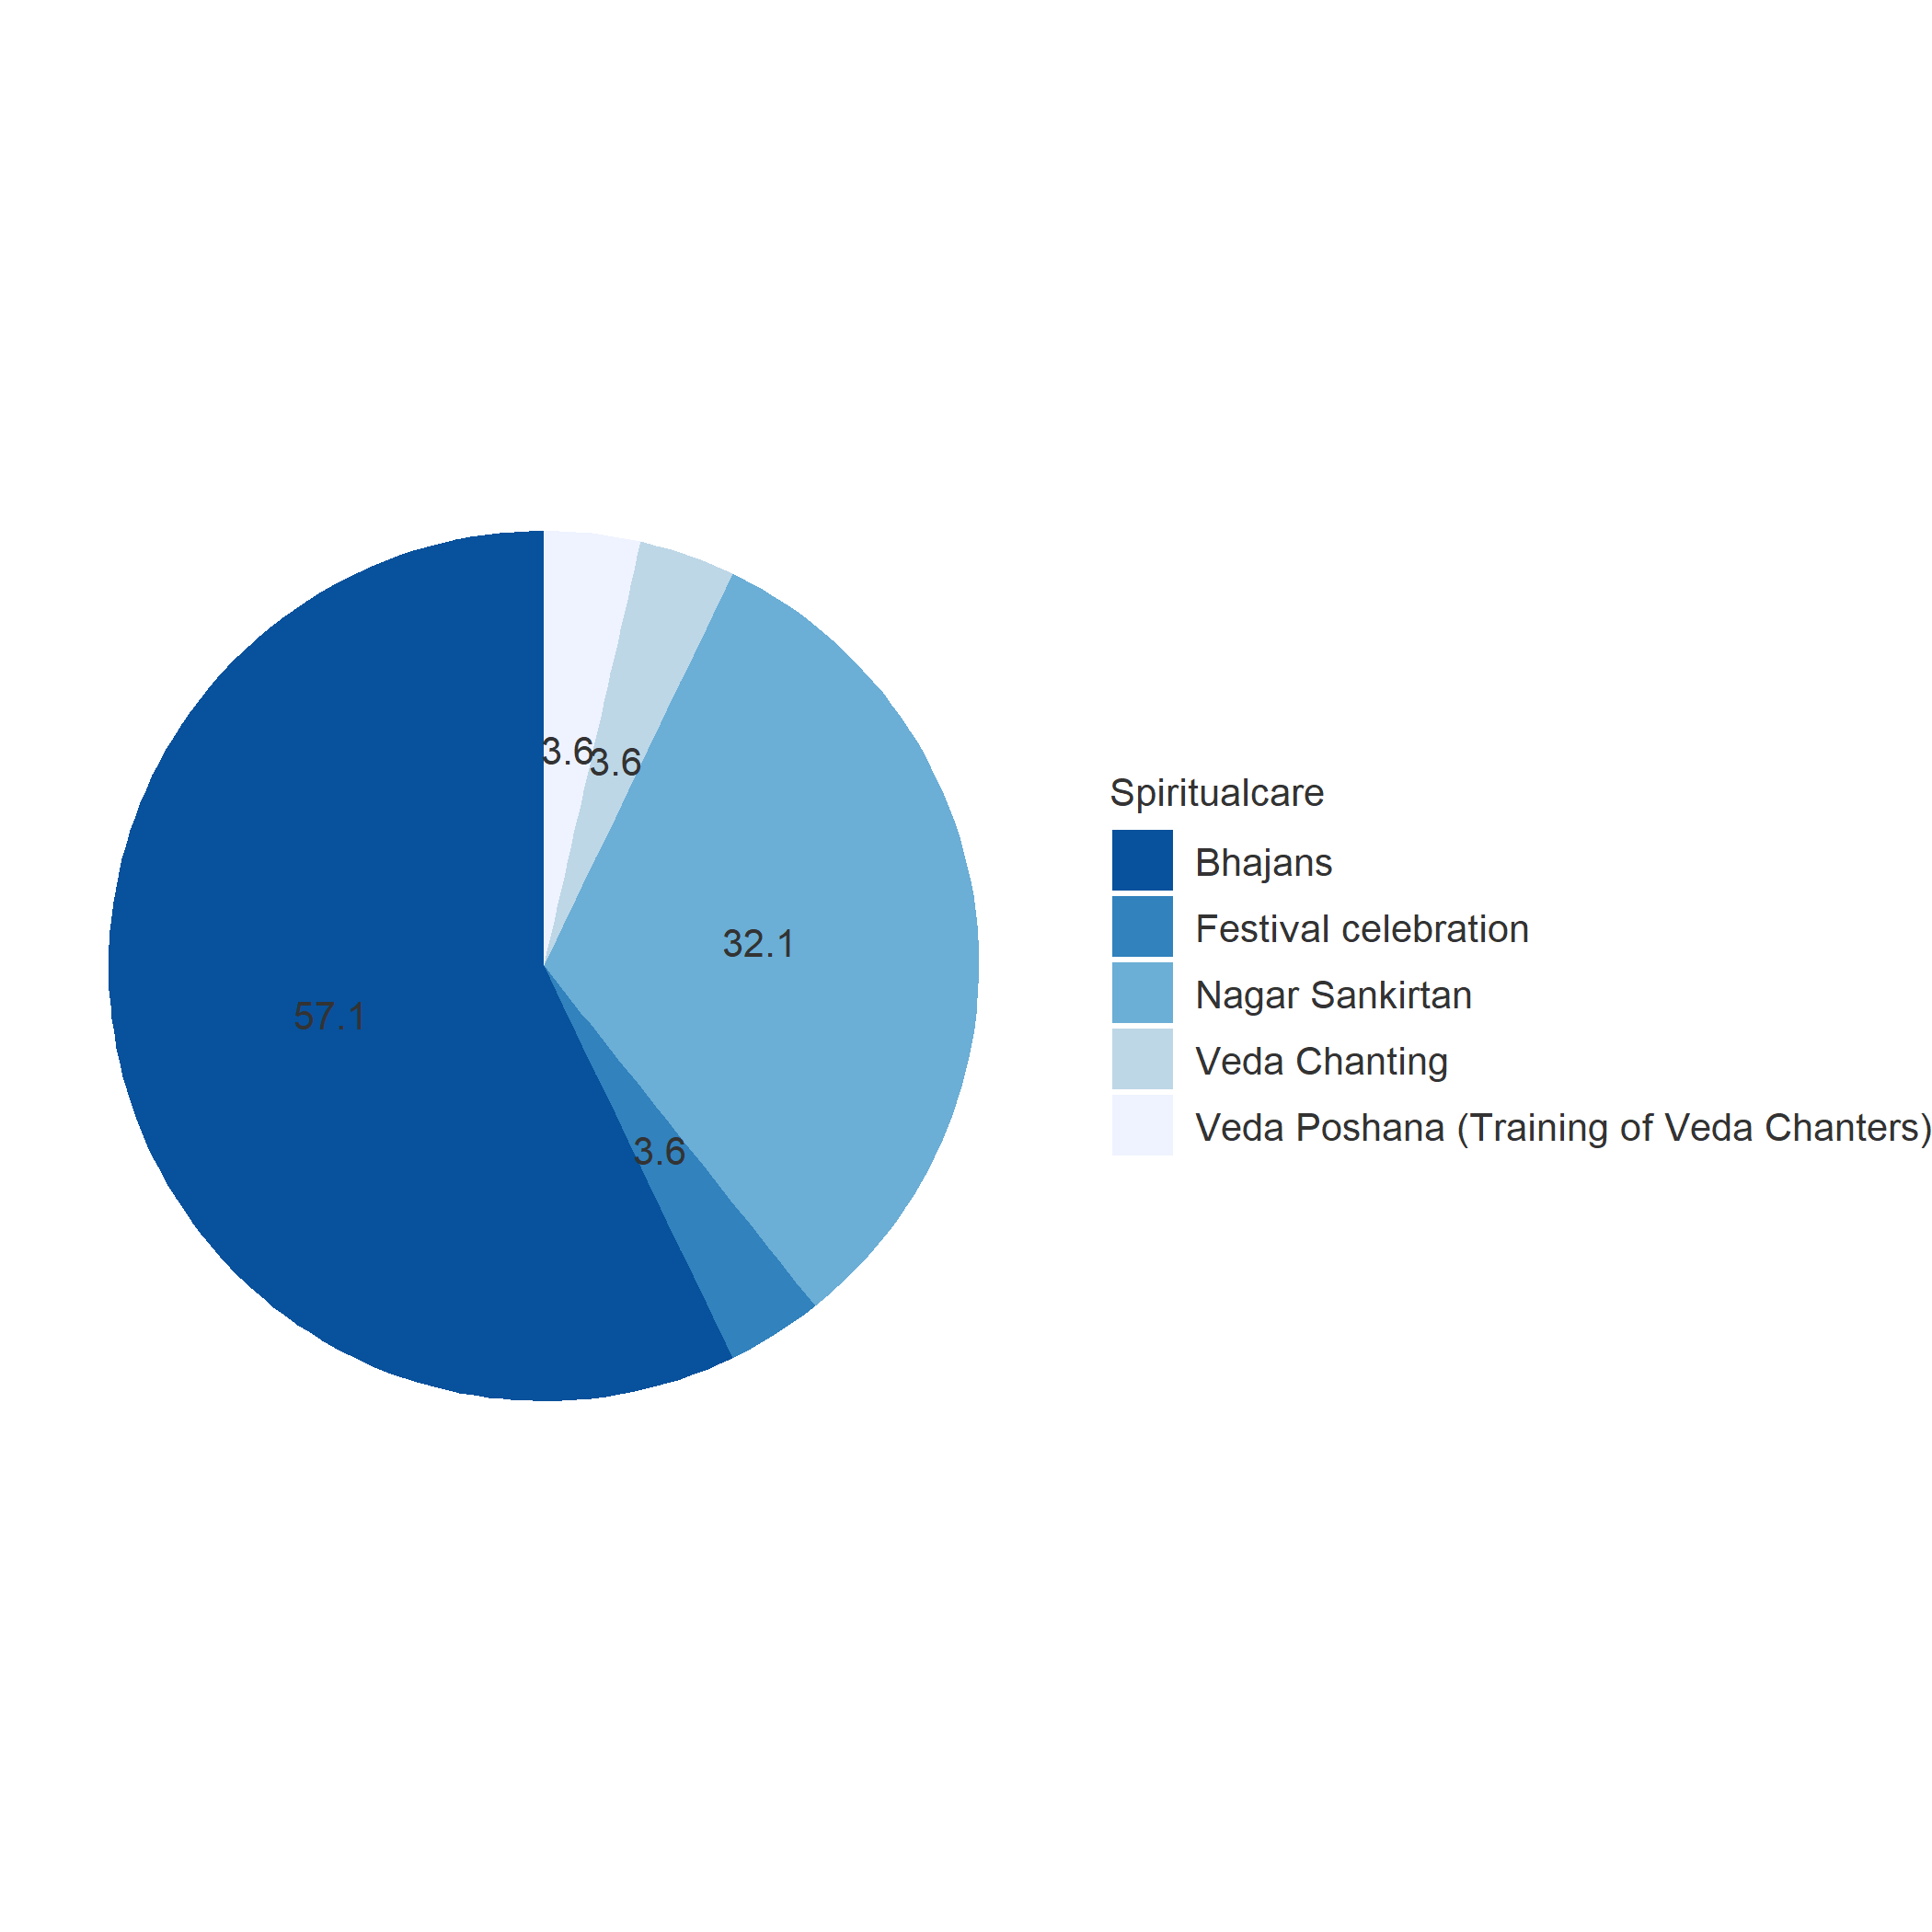 3.6
3.6
32.1
57.1
3.6
Spiritualcare
Bhajans
Festival celebration
Nagar Sankirtan
Veda Chanting
Veda Poshana (Training of Veda Chanters)